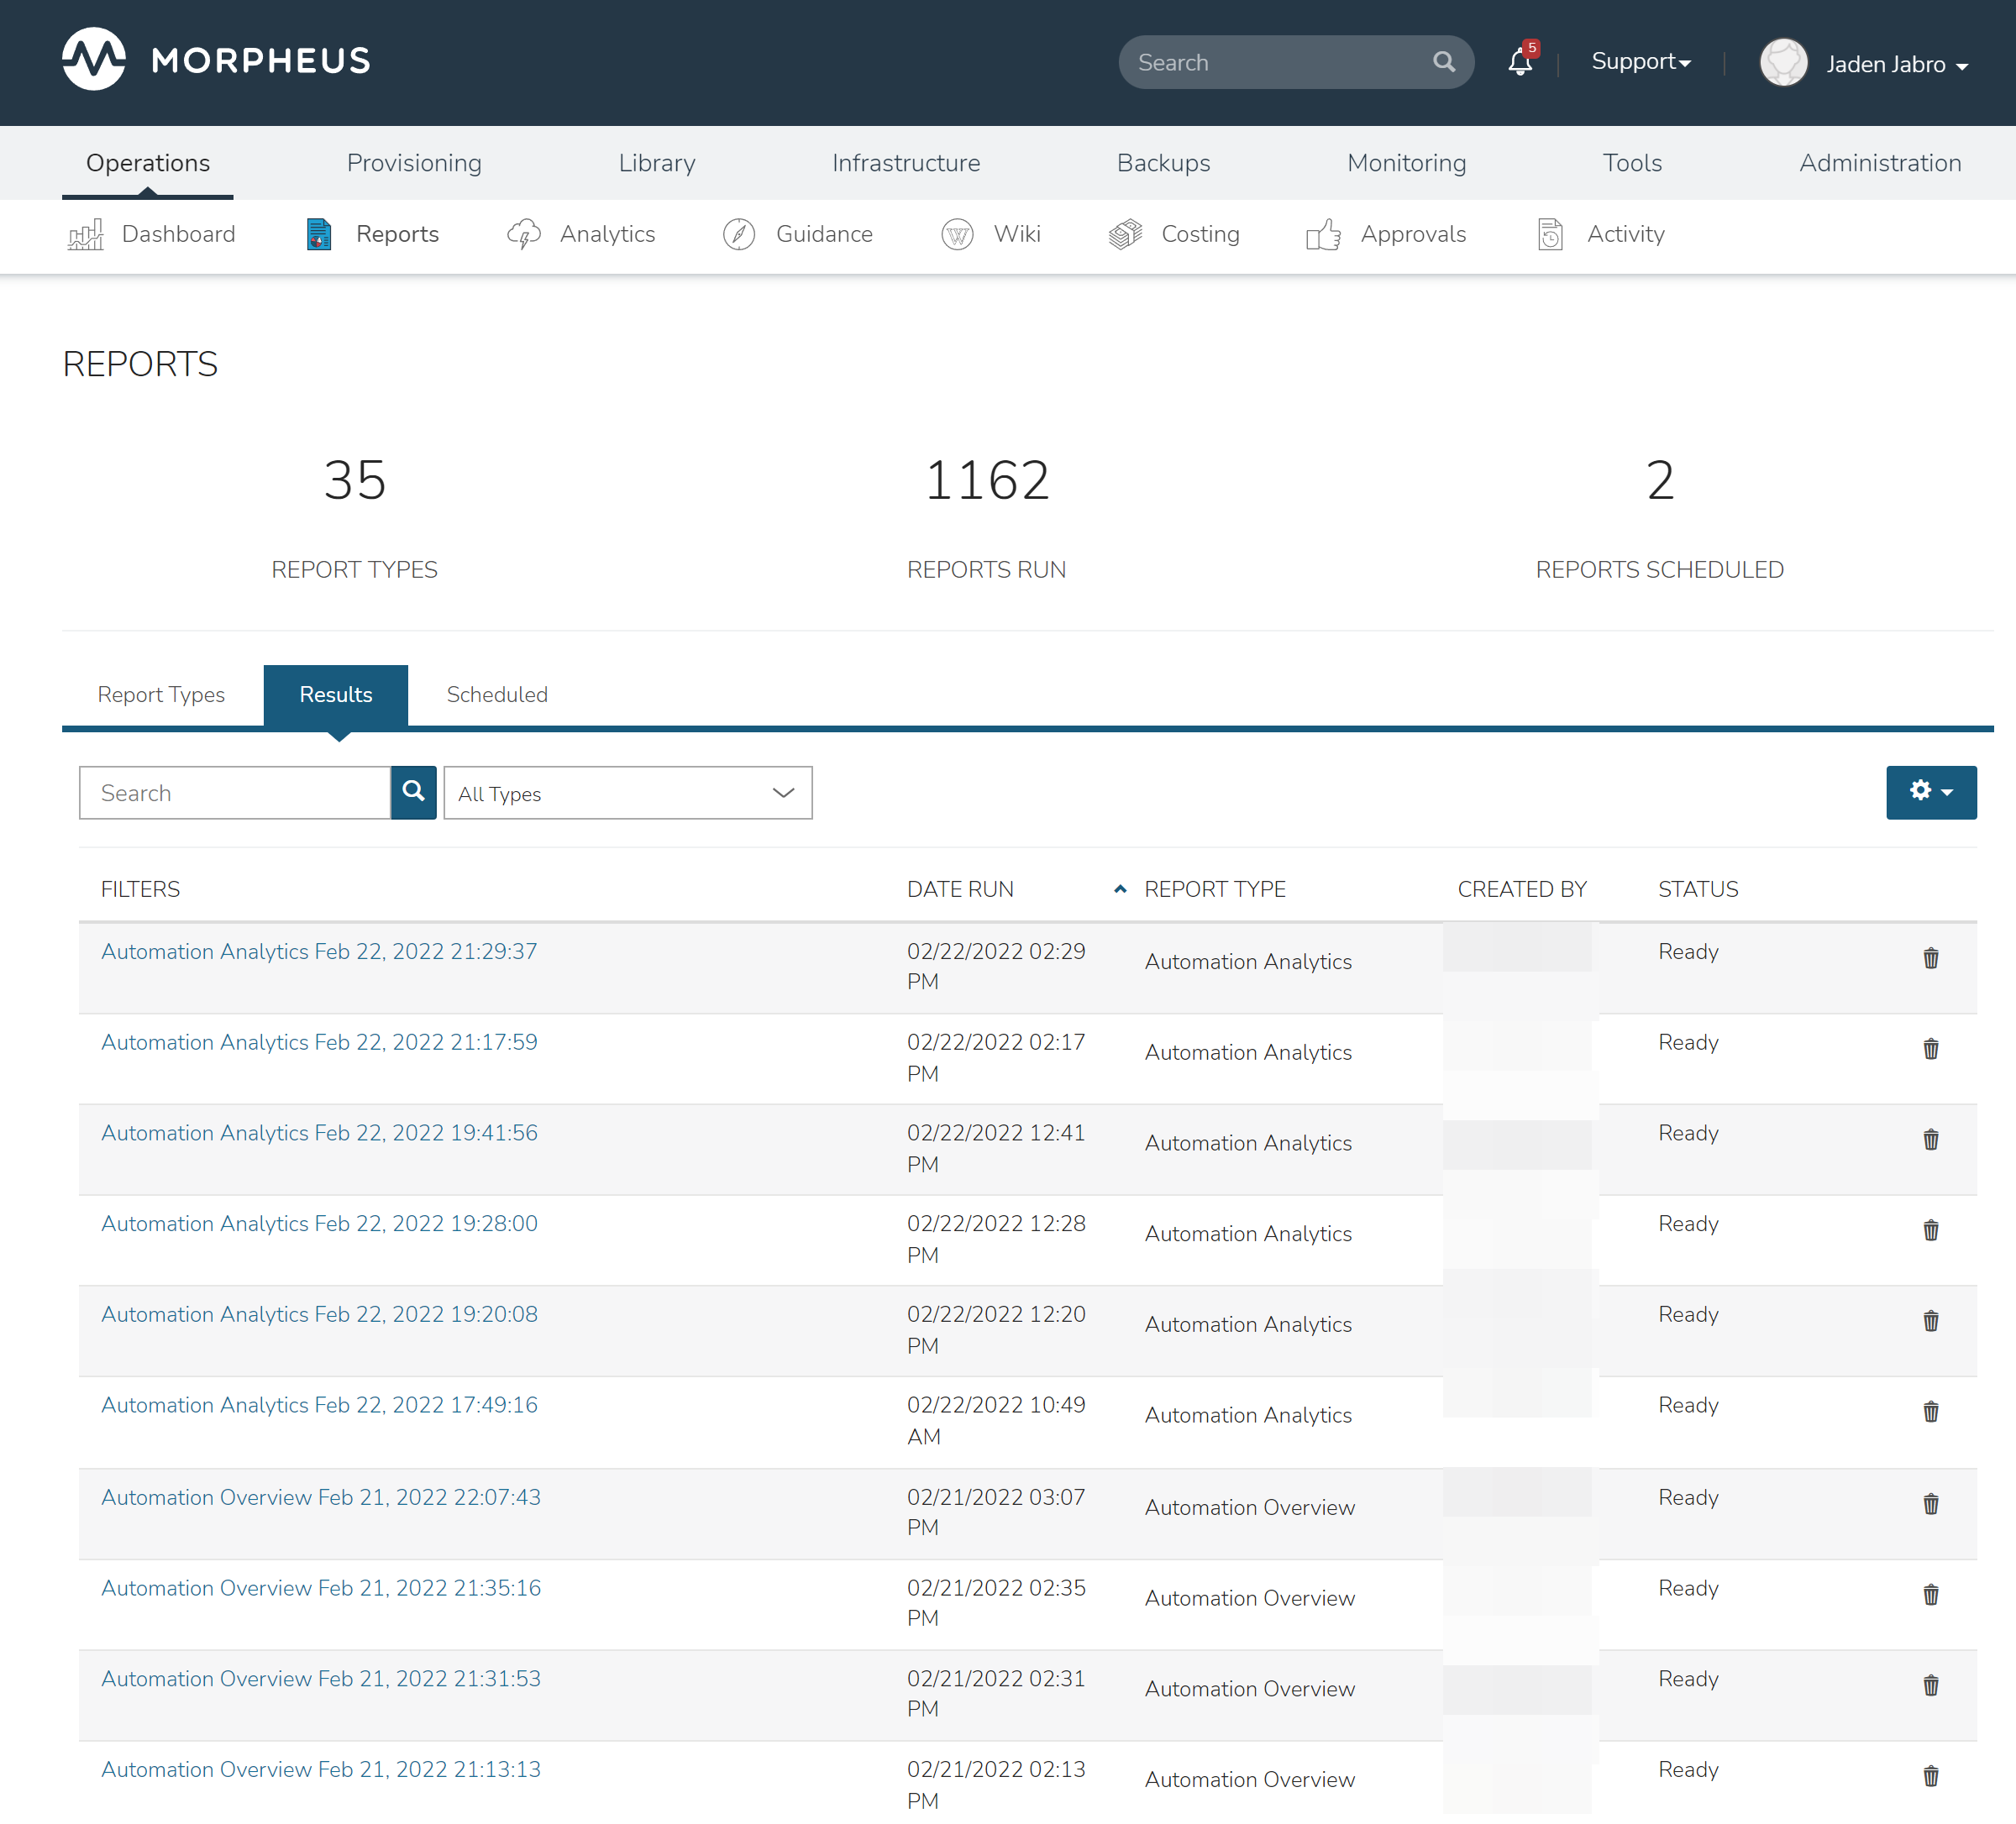 MORPHEUS
Search
5
Support
Jaden Jabro
Operations Provisioning Library Infrastructure Backups Monitoring Tools Administration
Dashboard Reports Analytics Guidance Wiki Costing Approvals Activity
REPORTS
35 1162 2
REPORT TYPES REPORTS RUN REPORTS SCHEDULED
Report Types Results Scheduled
Search All Types
FILTERS DATE RUN REPORT TYPE CREATED BY STATUS
Automation Analytics Feb 22, 2022 21:29:37 02/22/2022 02:29 PM Automation Analytics Ready
Automation Analytics Feb 22, 2022 21:17:59 02/22/2022 02:17 PM Automation Analytics Ready
Automation Analytics Feb 22, 2022 19:41:56 02/22/2022 12:41 PM Automation Analytics Ready
Automation Analytics Feb 22, 2022 19:28:00 02/22/2022 12:28 PM Automation Analytics Ready
Automation Analytics Feb 22, 2022 19:20:08 02/22/2022 12:20 PM Automation Analytics Ready
Automation Analytics Feb 22, 2022 17:49:16 02/22/2022 10:49 AM Automation Analytics Ready
Automation Overview Feb 21, 2022 22:07:43 02/21/2022 03:07 PM Automation Overview Ready
Automation Overview Feb 21, 2022 21:35:16 02/21/2022 02:35 PM Automation Overview Ready
Automation Overview Feb 21, 2022 21:31:53 02/21/2022 02:31 PM Automation Overview Ready
Automation Overview Feb 21, 2022 21:13:13 02/21/2022 02:13 PM Automation Overview Ready